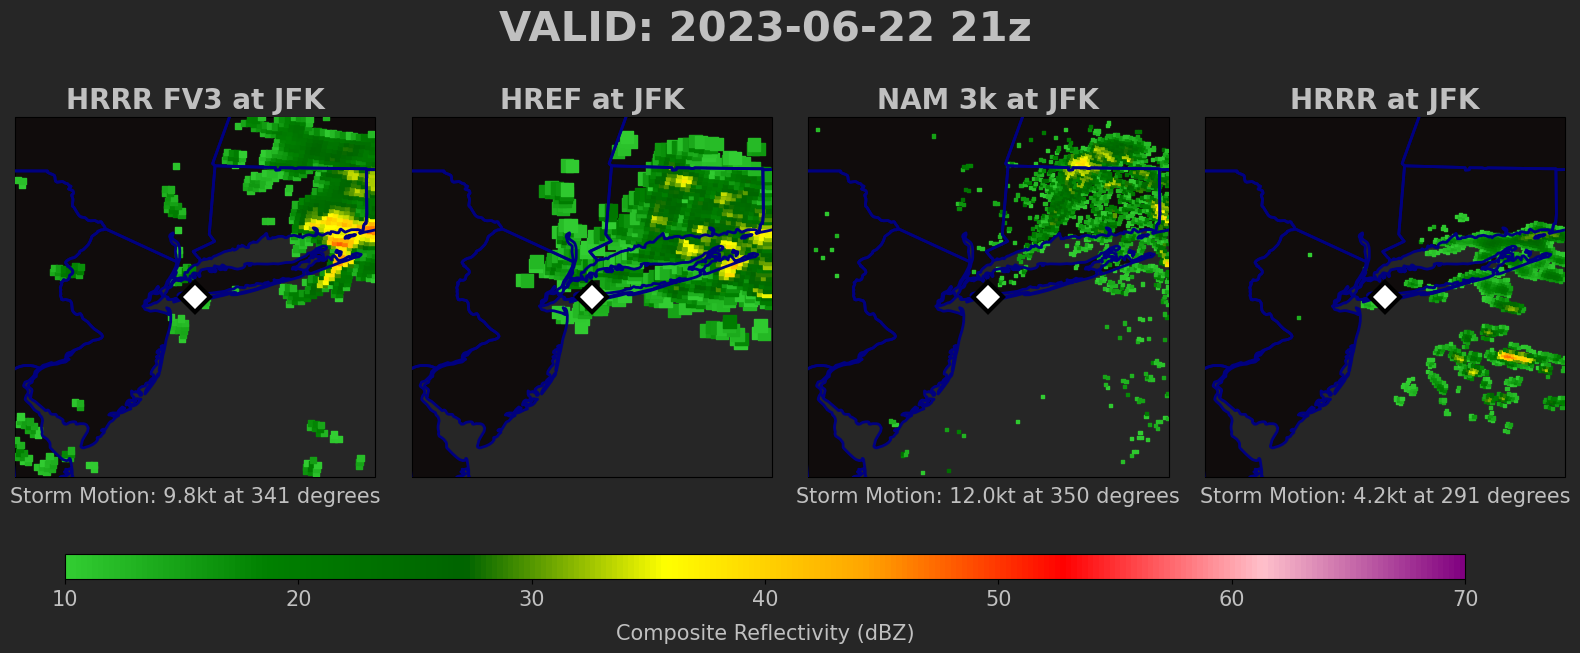 VALID: 2023-06-22 21z
HRRR FV3 at JFK
HREF at JFK
NAM 3k at JFK
HRRR at JFK
Storm Motion: 9.8kt at 341 degrees
Storm Motion: 12.0kt at 350 degrees
Storm Motion: 4.2kt at 291 degrees
10 20 30 40 50 60 70
Composite Reflectivity (dBZ)